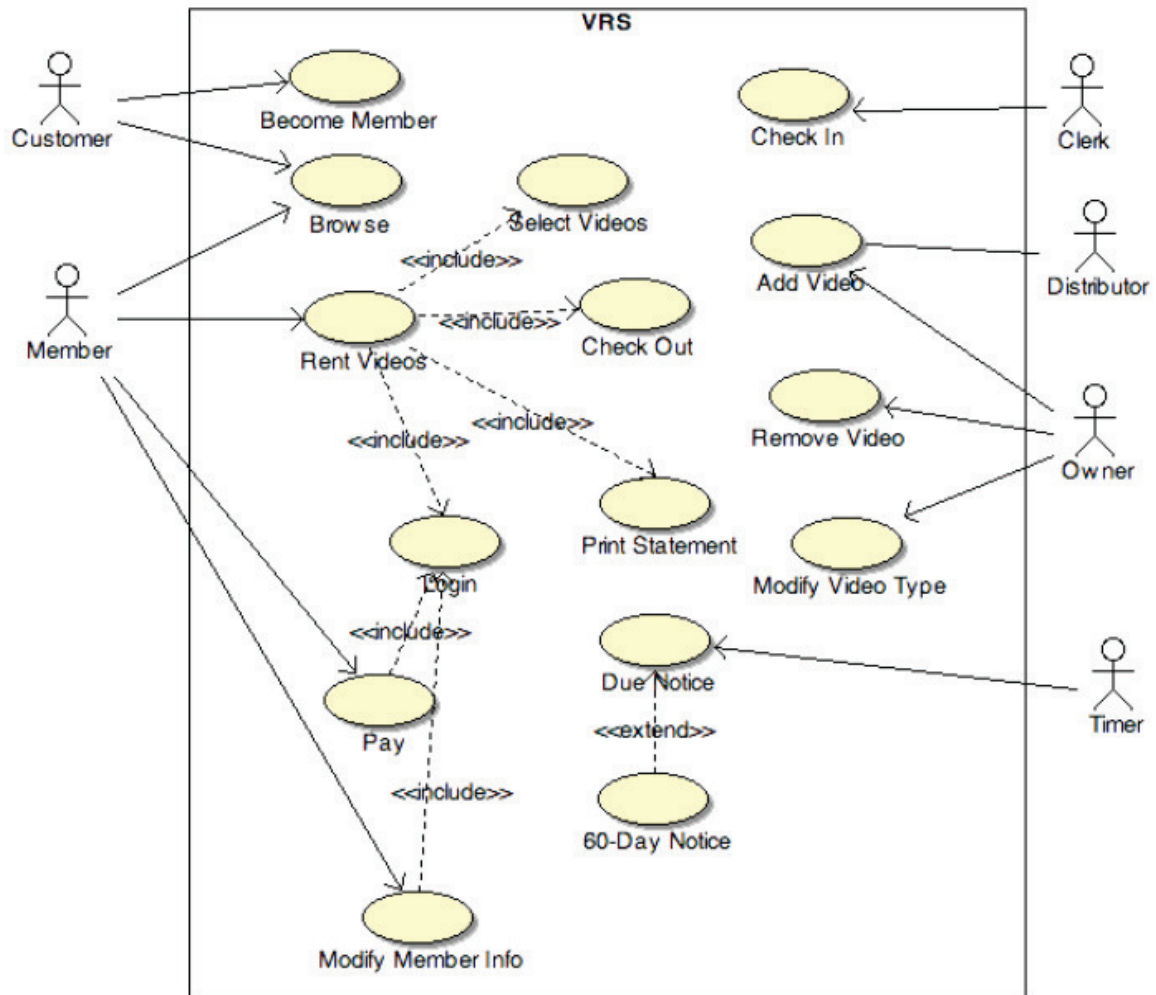 VRS
Customer
Become Member
Check In
Clerk
Browse
Select Videos
<<include>>
Add Video
Distributor
Member
Rent Videos
<<include>>
Check Out
<<include>>
<<include>>
Remove Video
Owner
Login
Print Statement
Modify Video Type
<<include>>
Due Notice
Pay
<<extend>>
Timer
<<include>>
60-Day Notice
Modify Member Info